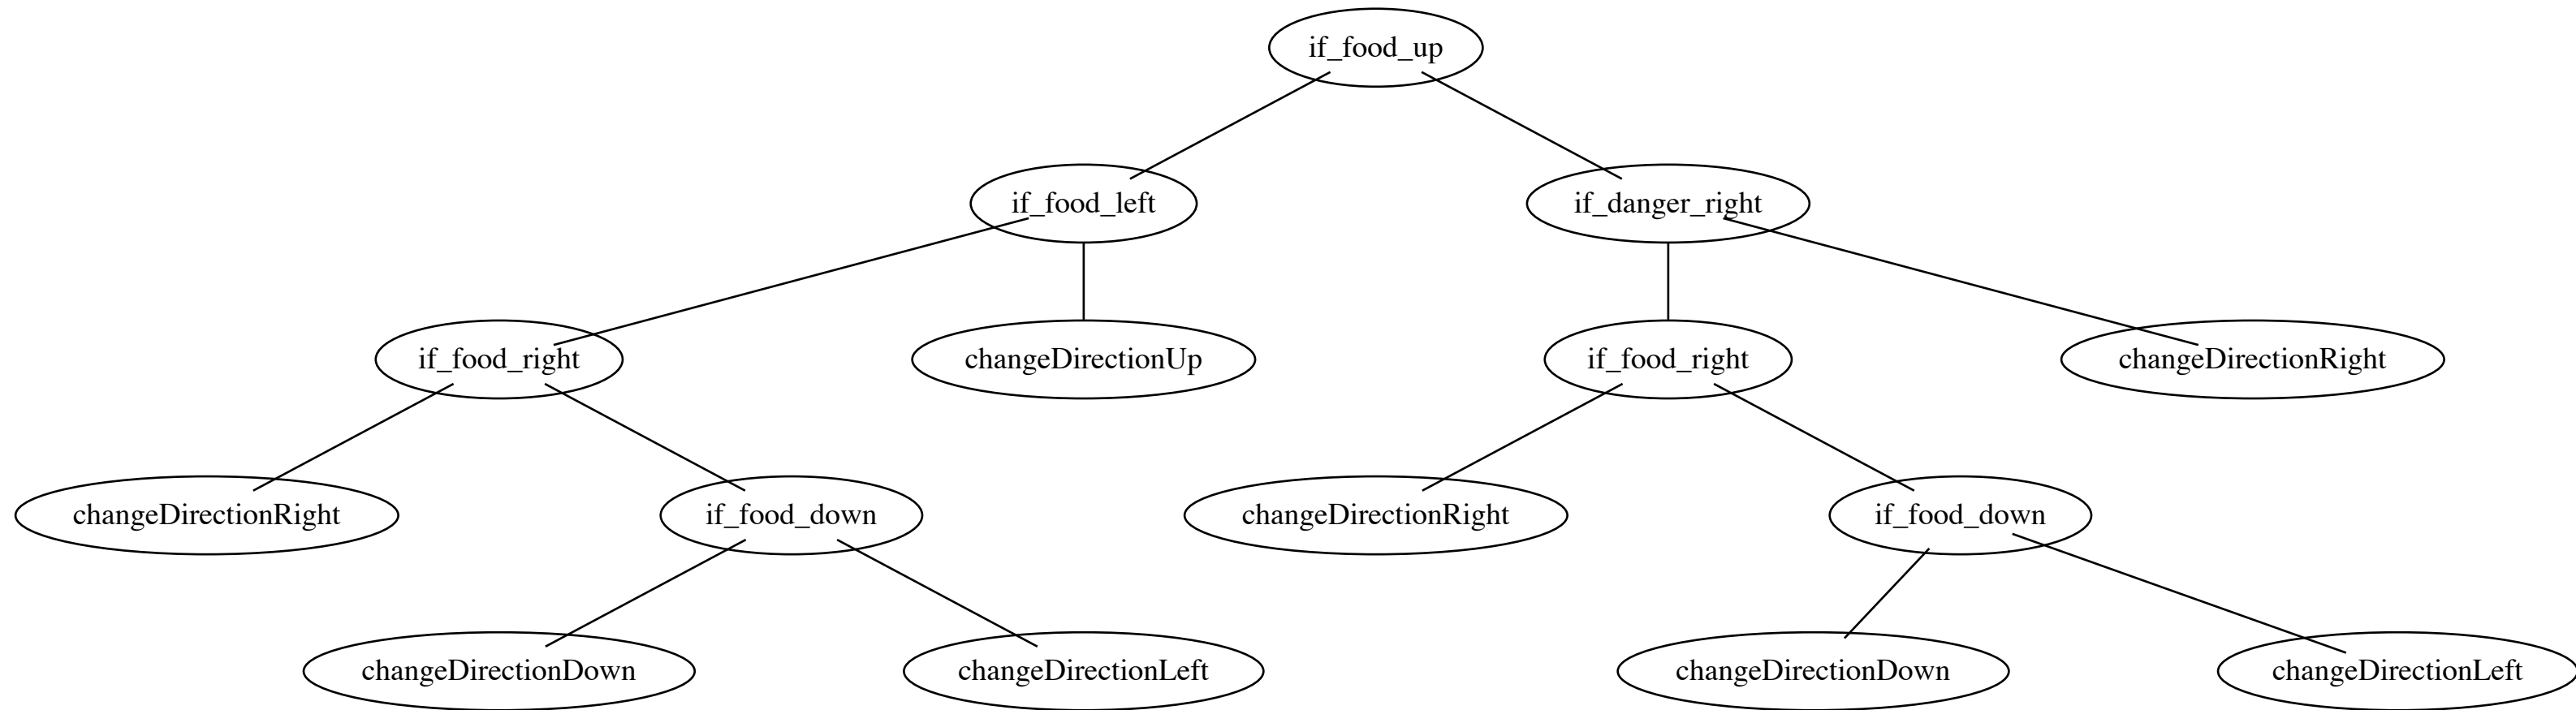 if_food_up
if_food_left
if_danger_right
if_food_right
changeDirectionUp
if_food_right
changeDirectionRight
changeDirectionRight
if_food_down
changeDirectionRight
if_food_down
changeDirectionDown
changeDirectionLeft
changeDirectionDown
changeDirectionLeft